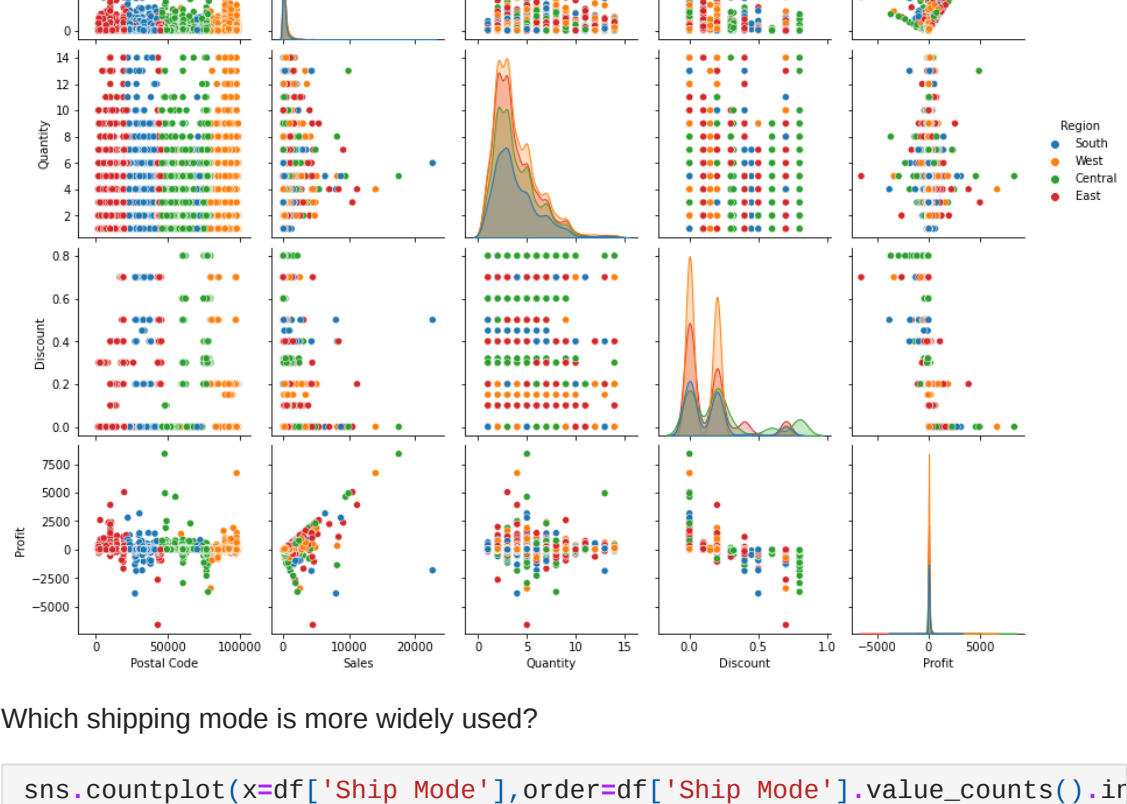 0
14
12
10
8
6
4
2
Quantity
Region
South
West
Central
East
0.8
0.6
0.4
0.2
0.0
Discount
7500
5000
2500
0
−2500
−5000
Profit
0 50000 100000
Postal Code
0 10000 20000
Sales
0 5 10 15
Quantity
0.0 0.5 1.0
Discount
−5000 0 5000
Profit
Which shipping mode is more widely used?
sns.countplot(x=df['Ship Mode'],order=df['Ship Mode'].value_counts().in